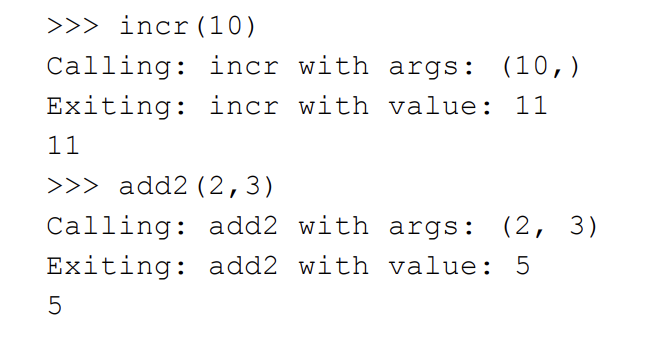 >>> incr(10)
Calling: incr with args: (10,)
Exiting: incr with value: 11
11
>>> add2(2,3)
Calling: add2 with args: (2, 3)
Exiting: add2 with value: 5
5